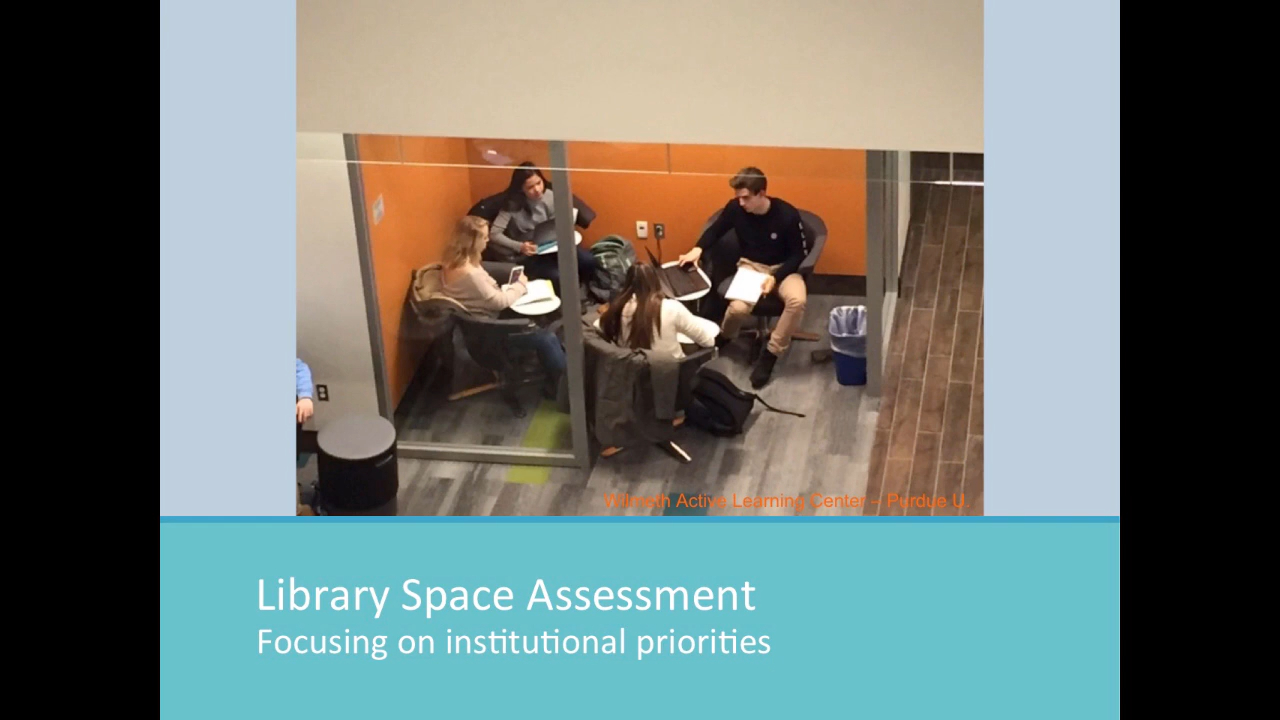 Wilmeth Active Learning Center – Purdue U.
Library Space Assessment
Focusing on institutional priorities